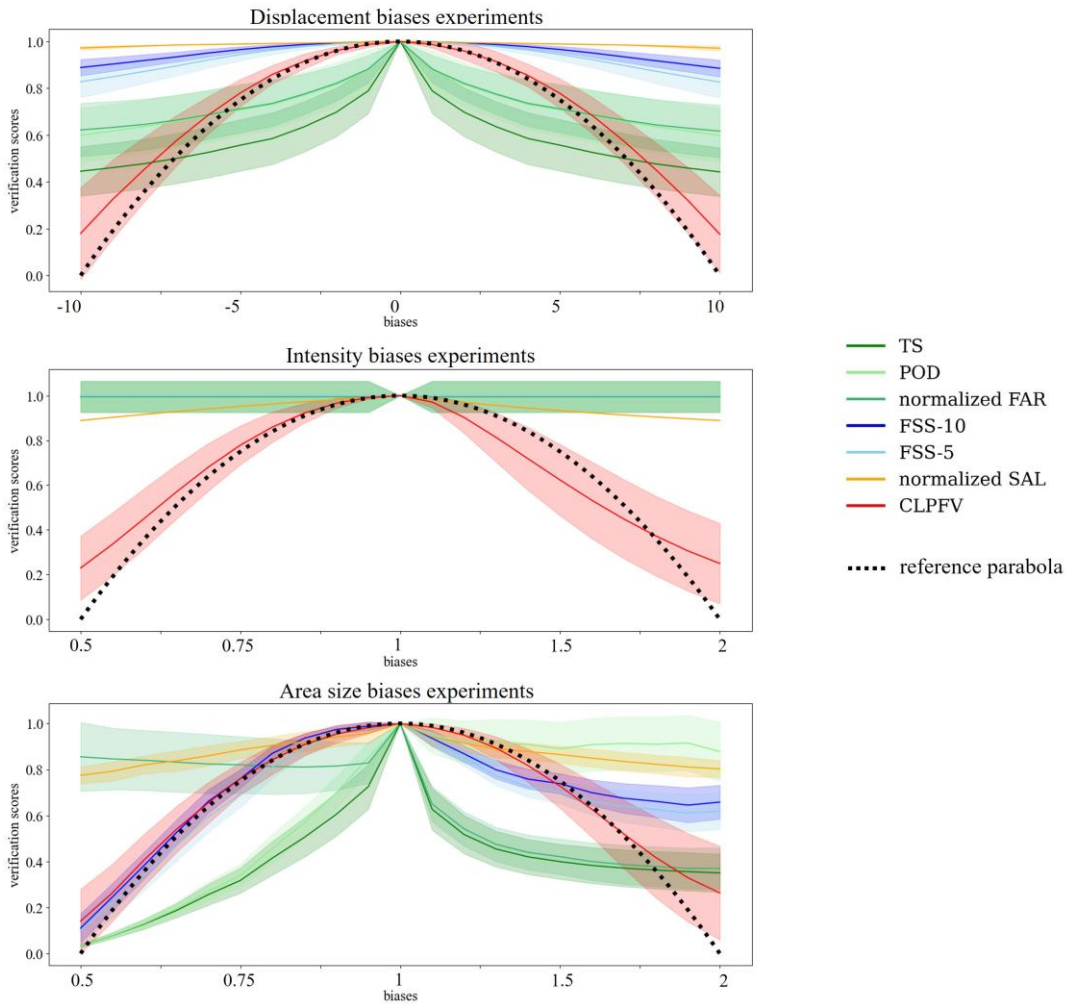 Displacement biases experiments
verification scores
1.0
0.8
0.6
0.4
0.2
0.0
-10
-5
0
5
10
biases
Intensity biases experiments
verification scores
1.0
0.8
0.6
0.4
0.2
0.0
0.5
0.75
1
1.5
2
biases
Area size biases experiments
verification scores
1.0
0.8
0.6
0.4
0.2
0.0
0.5
0.75
1
1.5
2
biases
TS
POD
normalized FAR
FSS-10
FSS-5
normalized SAL
CLPFV
reference parabola